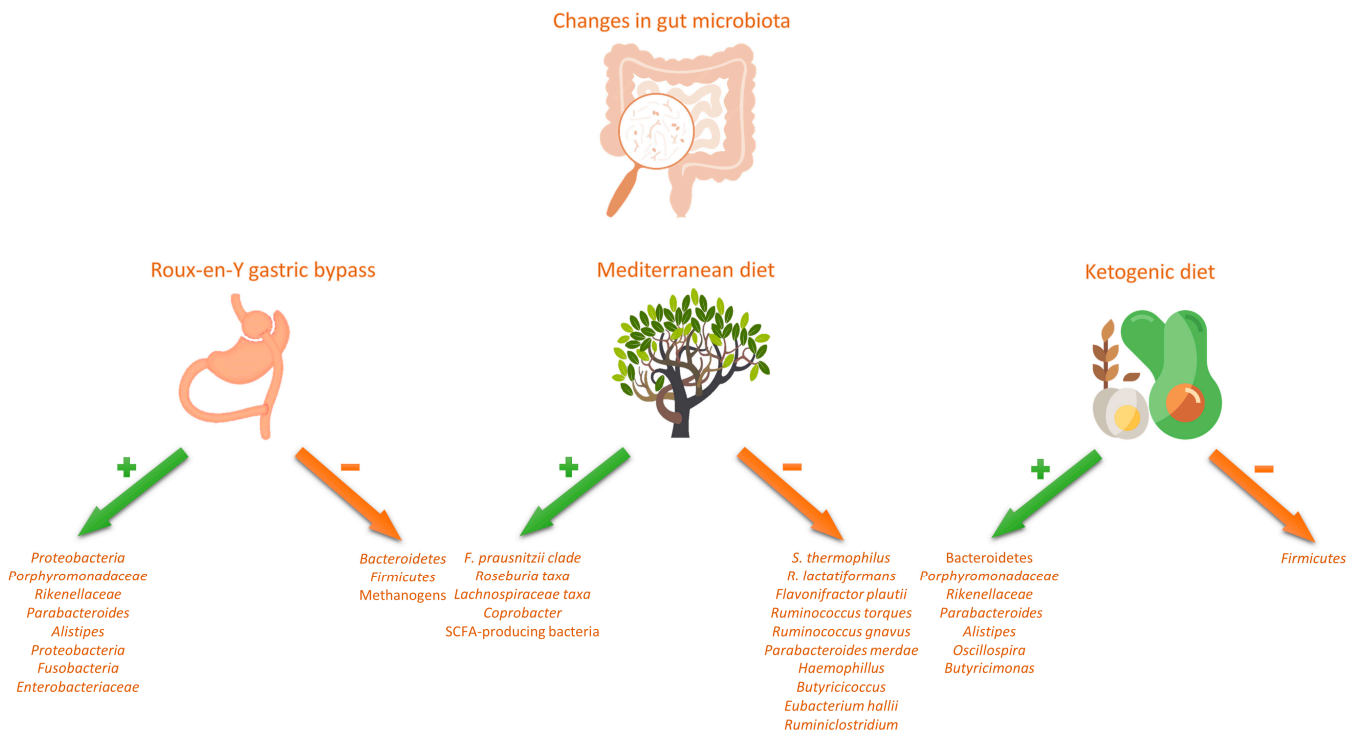 Changes in gut microbiota
Roux-en-Y gastric bypass
+
-
Proteobacteria
Porphyromonadaceae
Rikenellaceae
Parabacteroides
Alistipes
Proteobacteria
Fusobacteria
Enterobacteriaceae
Bacteroidetes
Firmicutes
Methanogens
Mediterranean diet
+
-
F. prausnitzii clade
Roseburia taxa
Lachnospiraceae taxa
Coprobacter
SCFA-producing bacteria
S. thermophilus
R. lactatiformans
Flavonifractor plautii
Ruminococcus torques
Ruminococcus gnavus
Parabacteroides merdae
Haemophillus
Butyricicoccus
Eubacterium hallii
Ruminiclostridium
Ketogenic diet
+
-
Bacteroidetes
Porphyromonadaceae
Rikenellaceae
Parabacteroides
Alistipes
Oscillospira
Butyricimonas
Firmicutes